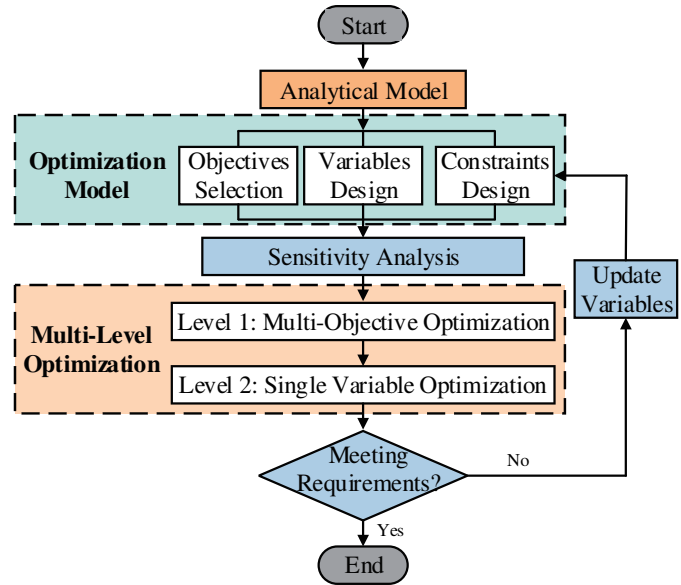 Start
Analytical Model
Optimization
Model
Objectives
Selection
Variables
Design
Constraints
Design
Sensitivity Analysis
Update
Variables
Multi-Level
Optimization
Level 1: Multi-Objective Optimization
Level 2: Single Variable Optimization
Meeting
Requirements?
No
Yes
End